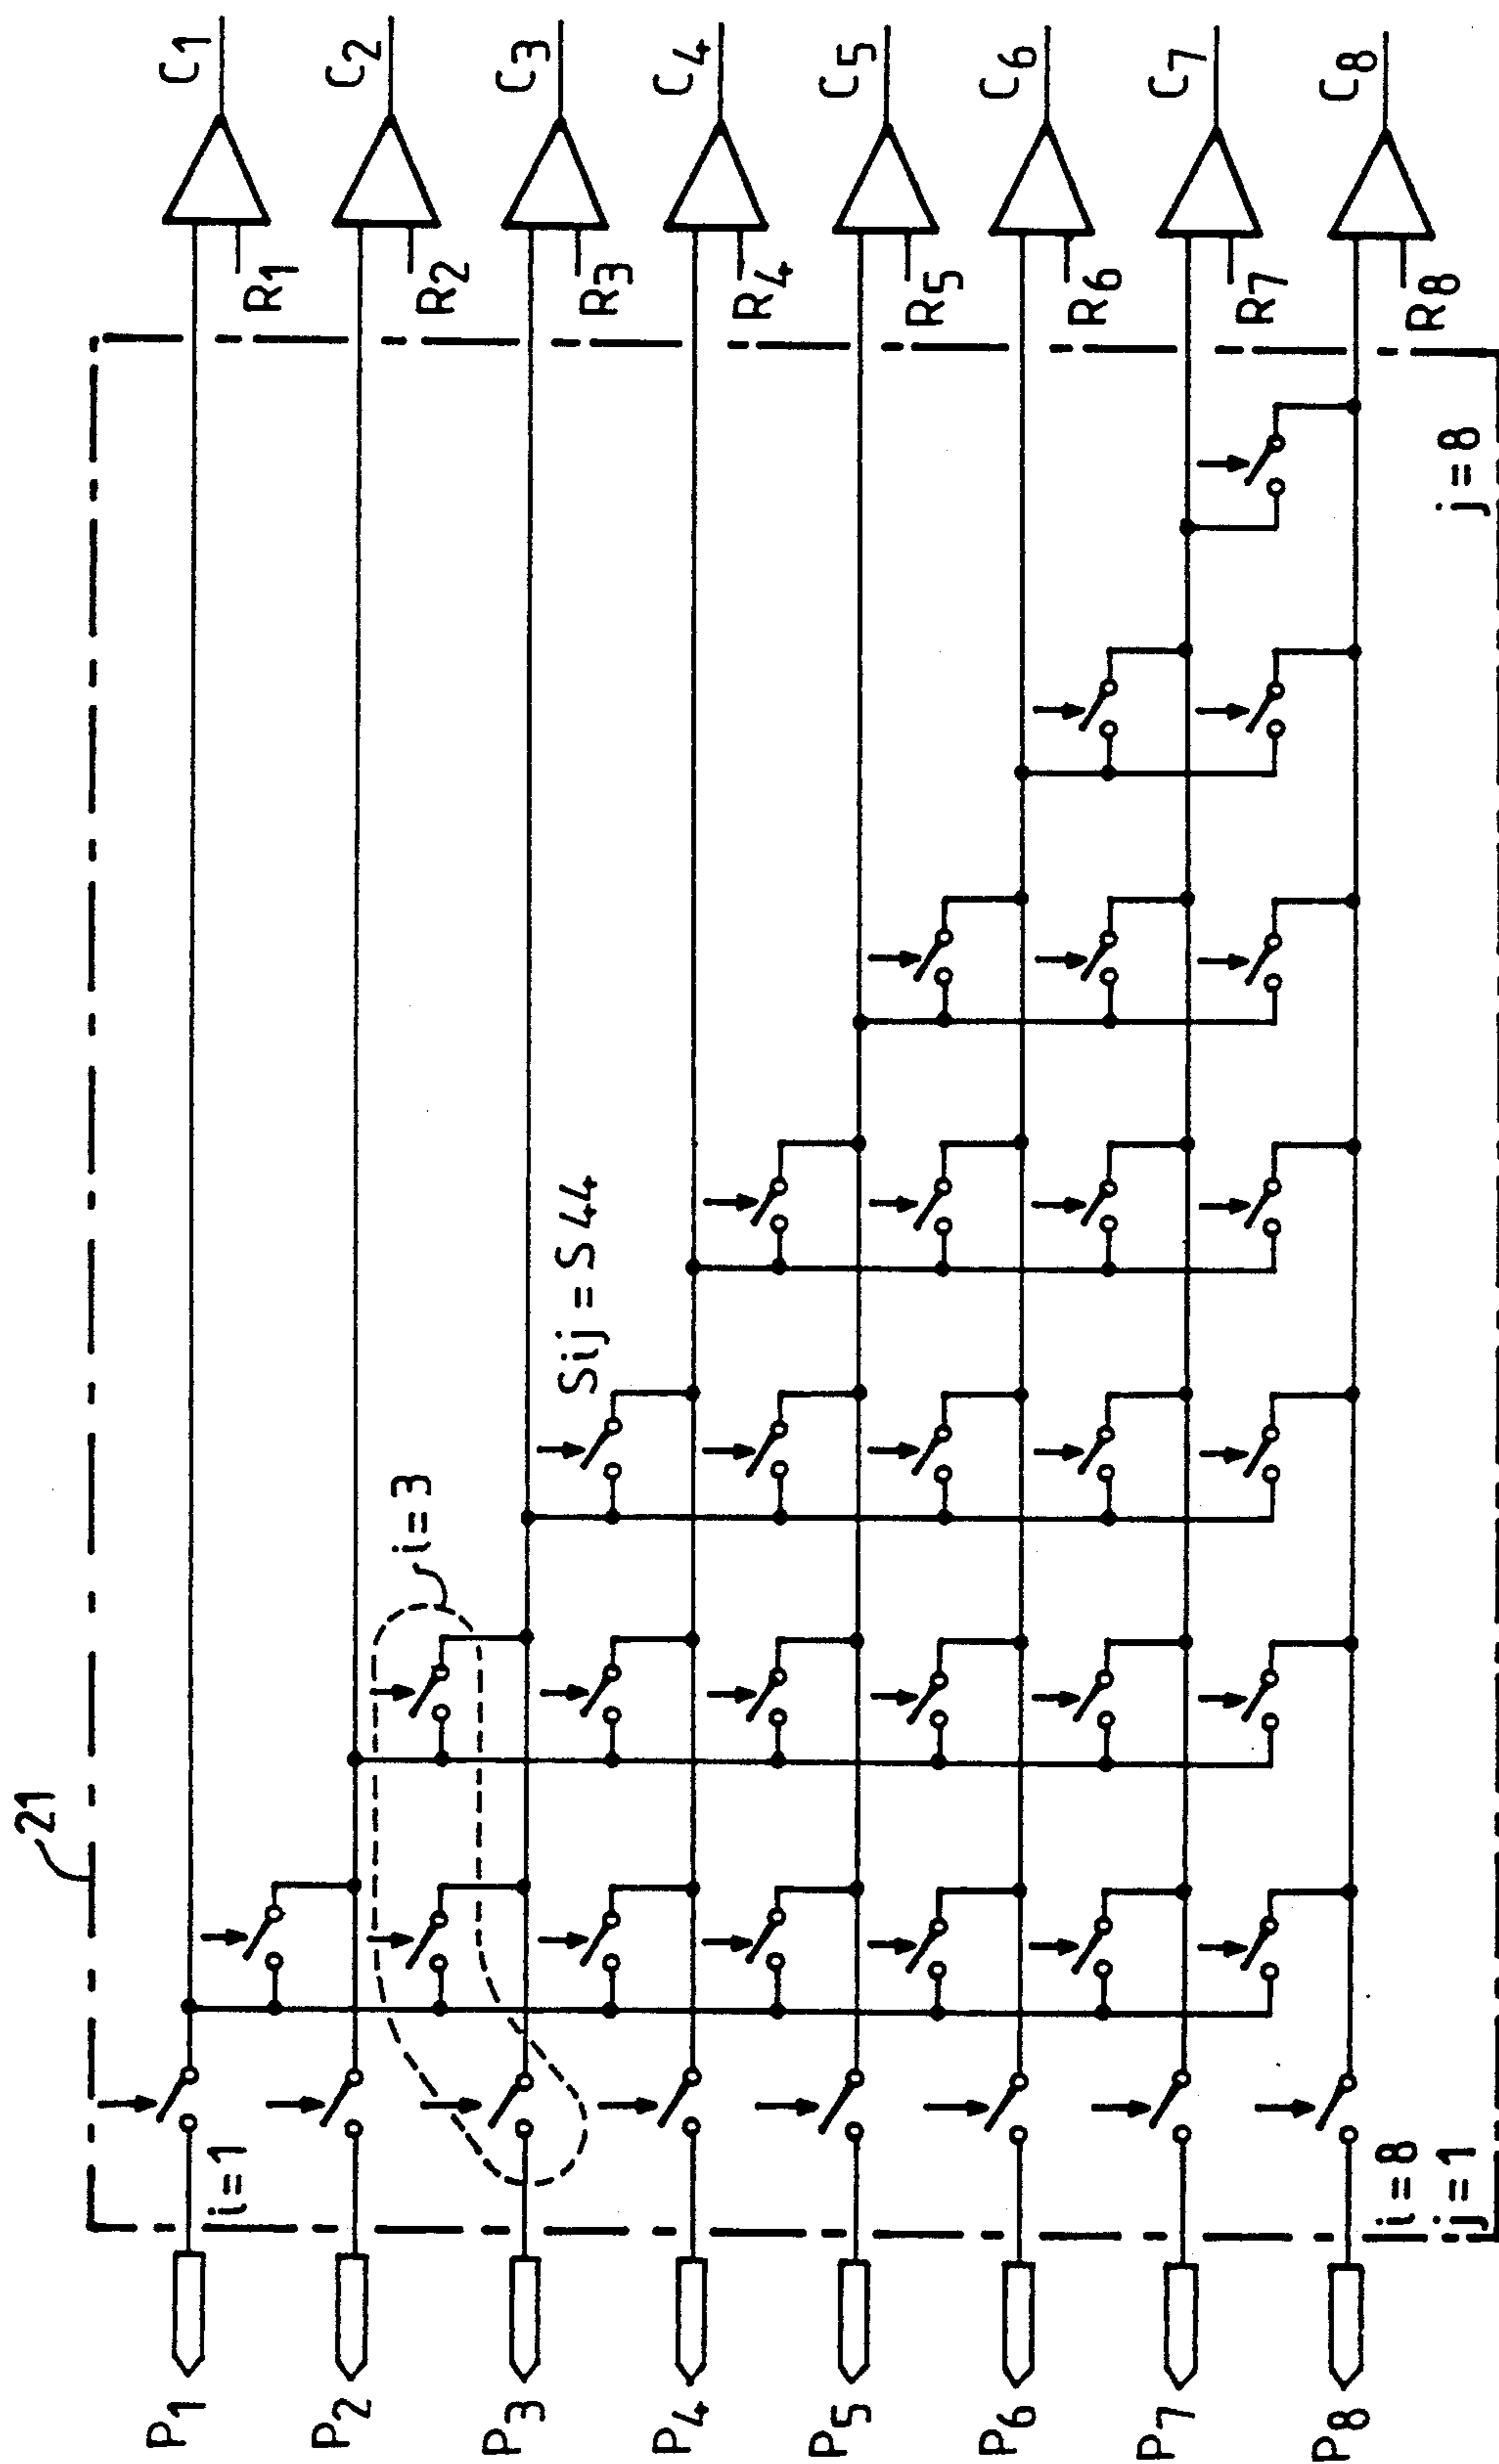 21
P1
P2
P3
P4
P5
P6
P7
P8
i=1
i=3
Sij = S44
i=8
j=1
j=8
R1
R2
R3
R4
R5
R6
R7
R8
C1
C2
C3
C4
C5
C6
C7
C8